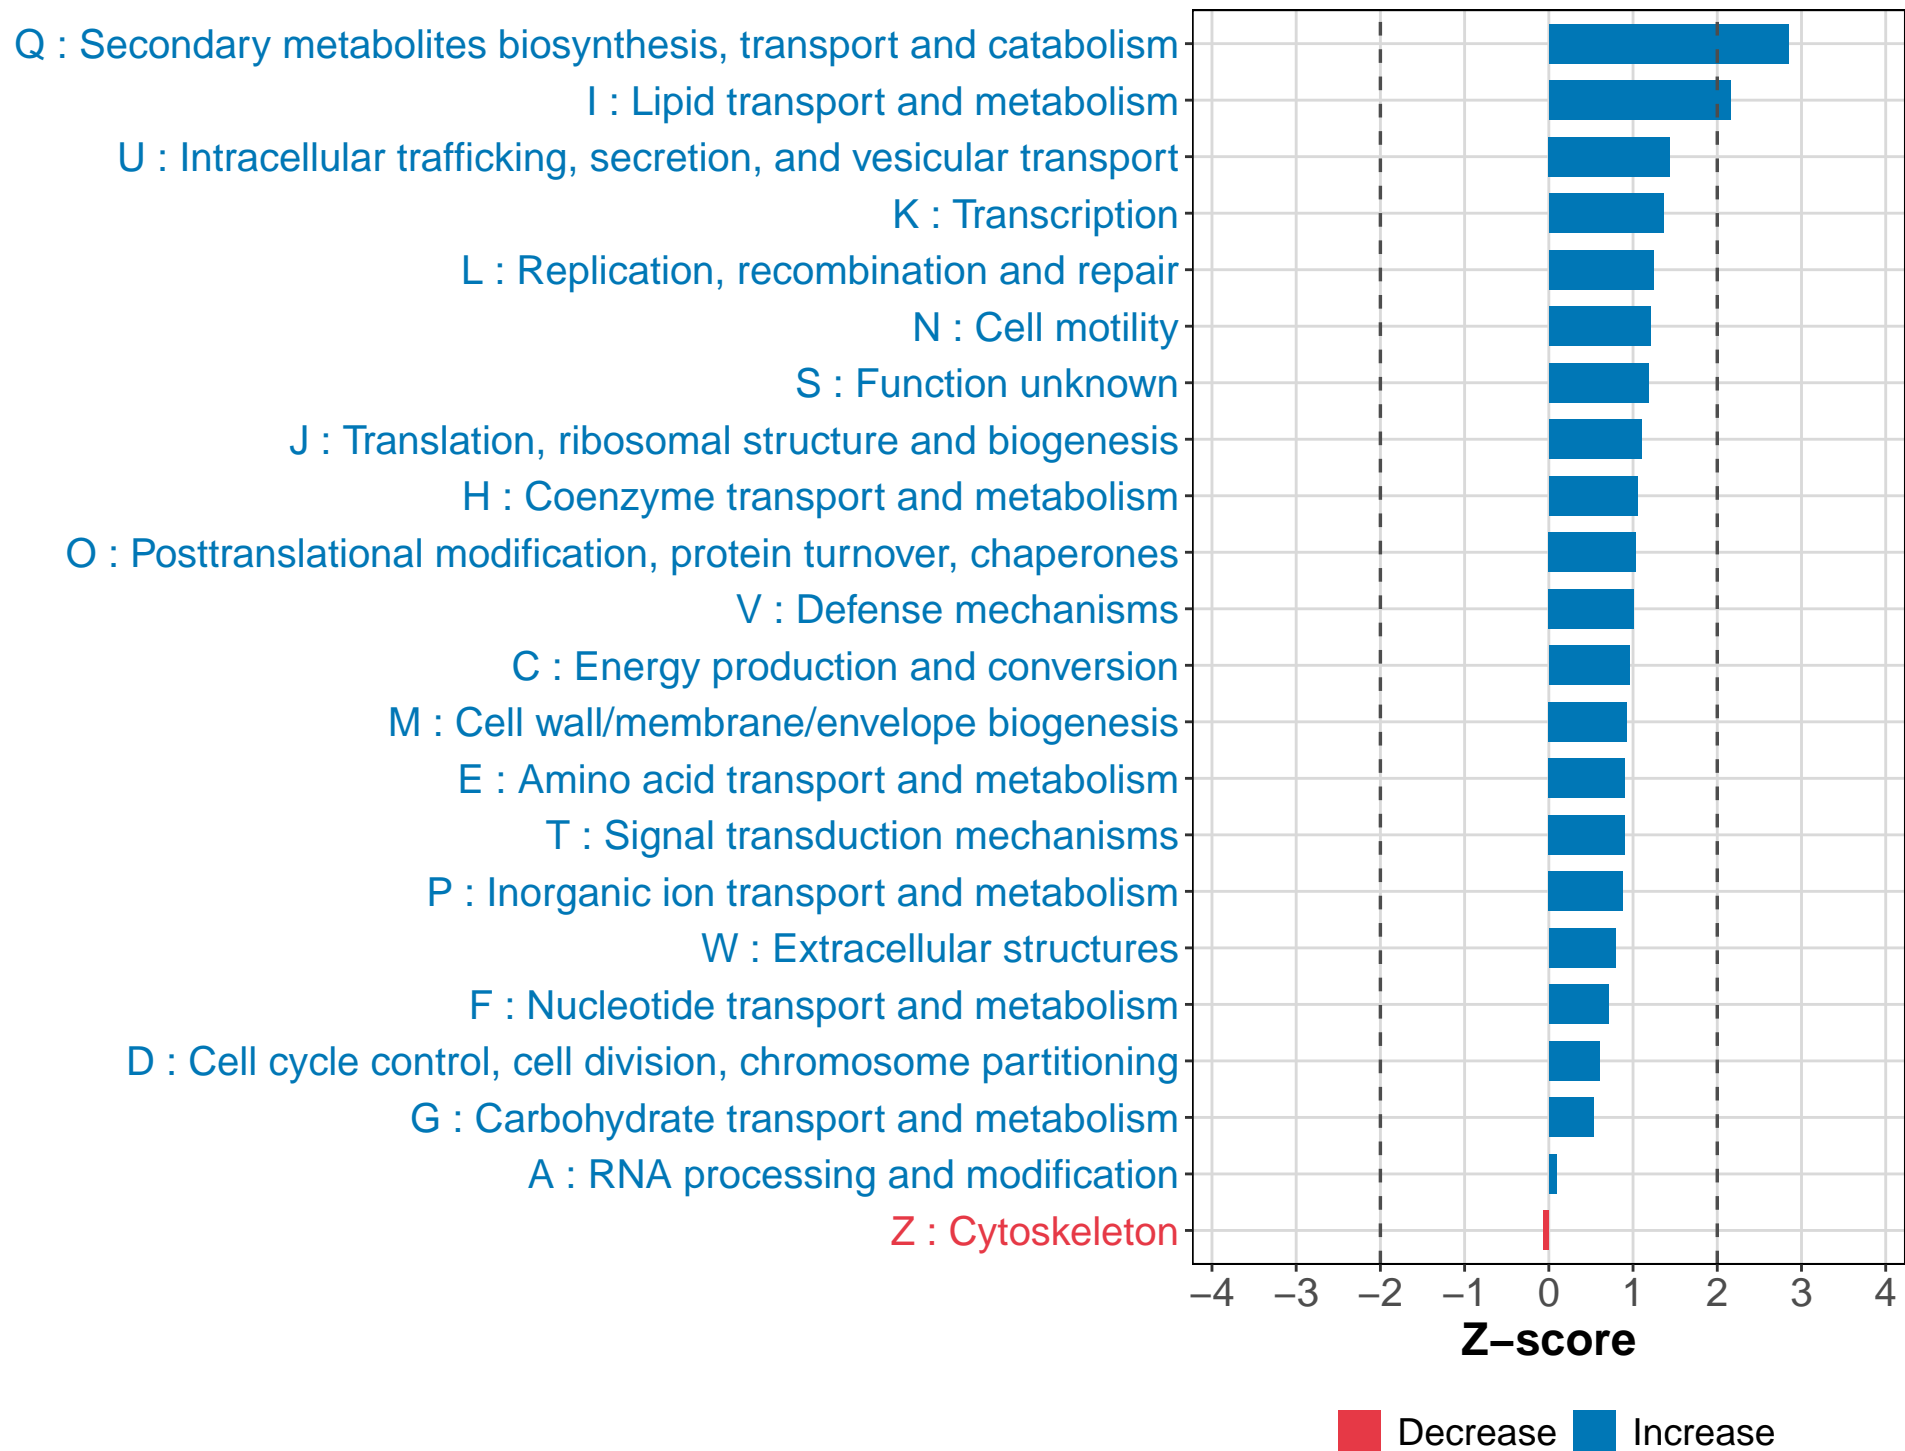 Q : Secondary metabolites biosynthesis, transport and catabolism
I : Lipid transport and metabolism
U : Intracellular trafficking, secretion, and vesicular transport
K : Transcription
L : Replication, recombination and repair
N : Cell motility
S : Function unknown
J : Translation, ribosomal structure and biogenesis
H : Coenzyme transport and metabolism
O : Posttranslational modification, protein turnover, chaperones
V : Defense mechanisms
C : Energy production and conversion
M : Cell wall/membrane/envelope biogenesis
E : Amino acid transport and metabolism
T : Signal transduction mechanisms
P : Inorganic ion transport and metabolism
W : Extracellular structures
F : Nucleotide transport and metabolism
D : Cell cycle control, cell division, chromosome partitioning
G : Carbohydrate transport and metabolism
A : RNA processing and modification
Z : Cytoskeleton
−4 −3 −2 −1 0 1 2 3 4
Z−score
Decrease Increase